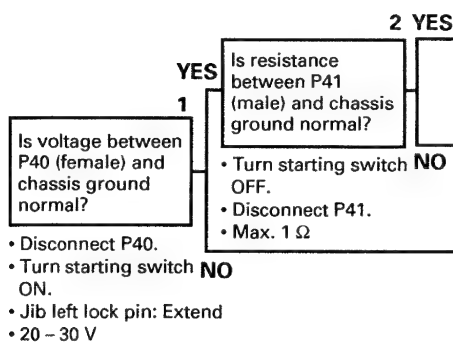 2 YES
YES
Is resistance
between P41
(male) and chassis
ground normal?
1
Is voltage between
P40 (female) and
chassis ground
normal?
• Turn starting switch NO
OFF.
• Disconnect P41.
• Max. 1 Ω
• Disconnect P40.
• Turn starting switch NO
ON.
• Jib left lock pin: Extend
• 20 – 30 V